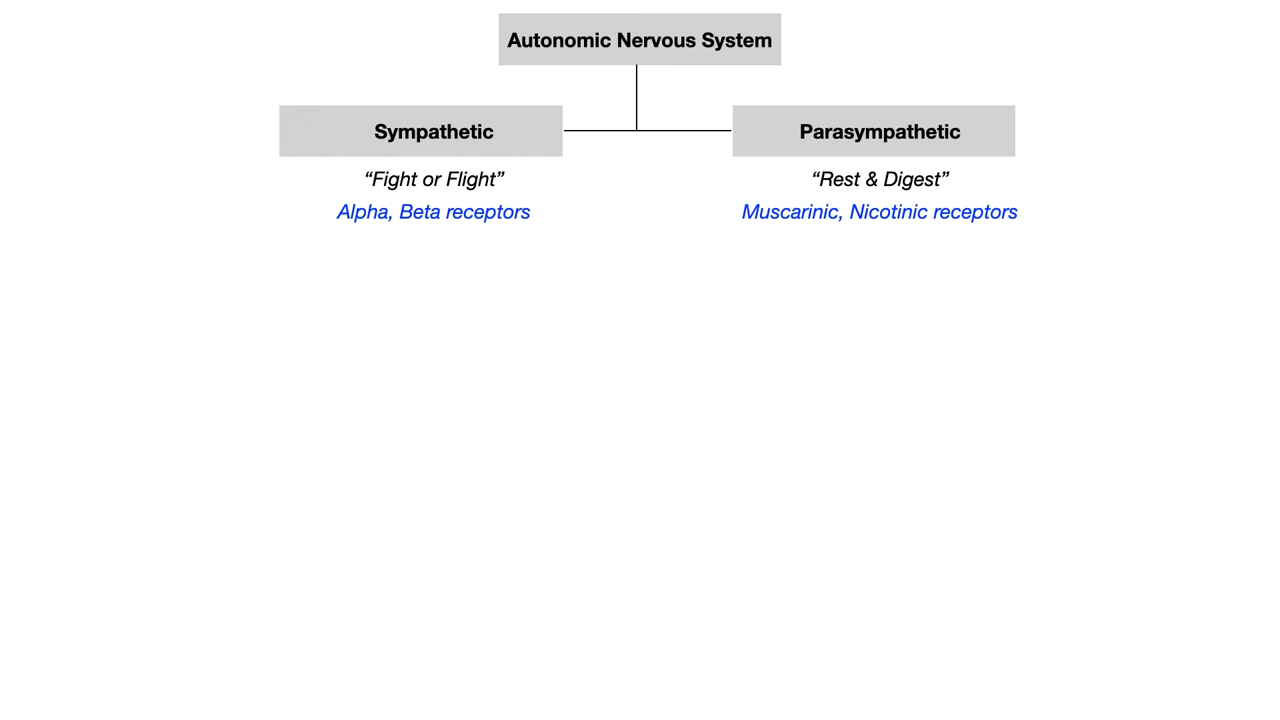 Autonomic Nervous System
Sympathetic
Parasympathetic
“Fight or Flight”
“Rest & Digest”
Alpha, Beta receptors
Muscarinic, Nicotinic receptors